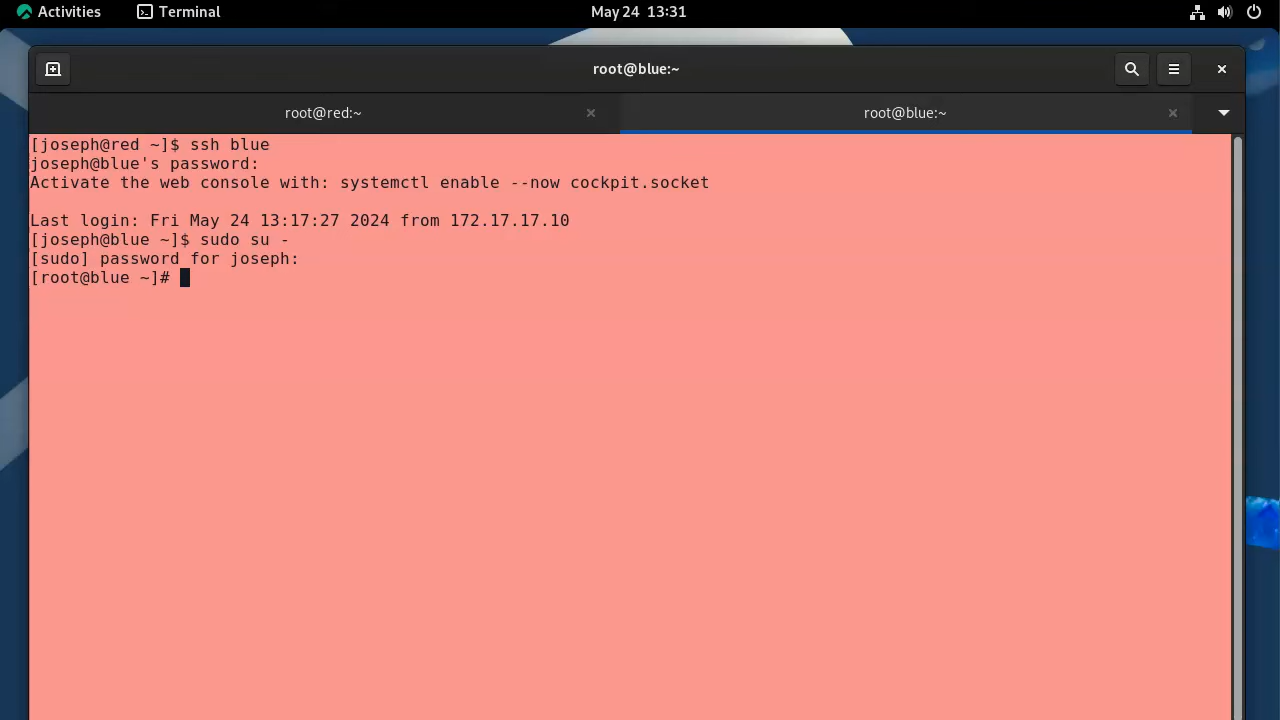 Activities Terminal May 24 13:31
root@blue:~
root@red:~ root@blue:~
[joseph@red ~]$ ssh blue
joseph@blue's password:
Activate the web console with: systemctl enable --now cockpit.socket
Last login: Fri May 24 13:17:27 2024 from 172.17.17.10
[joseph@blue ~]$ sudo su -
[sudo] password for joseph:
[root@blue ~]#